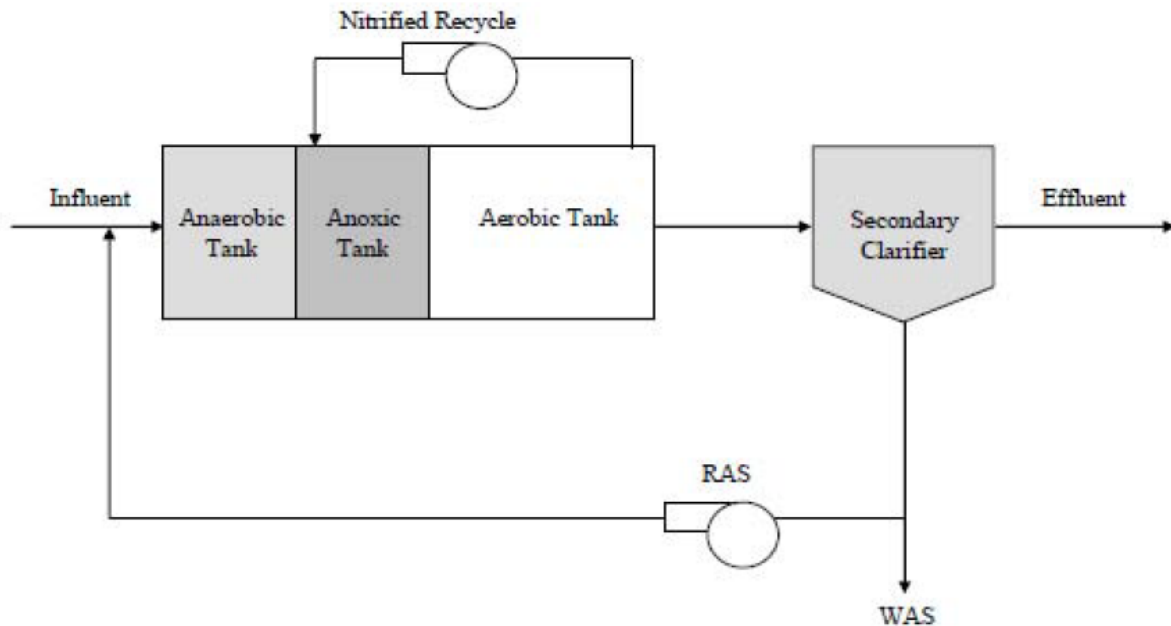 Nitrified Recycle
Influent
Anaerobic
Tank
Anoxic
Tank
Aerobic Tank
Secondary
Clarifier
Effluent
RAS
WAS